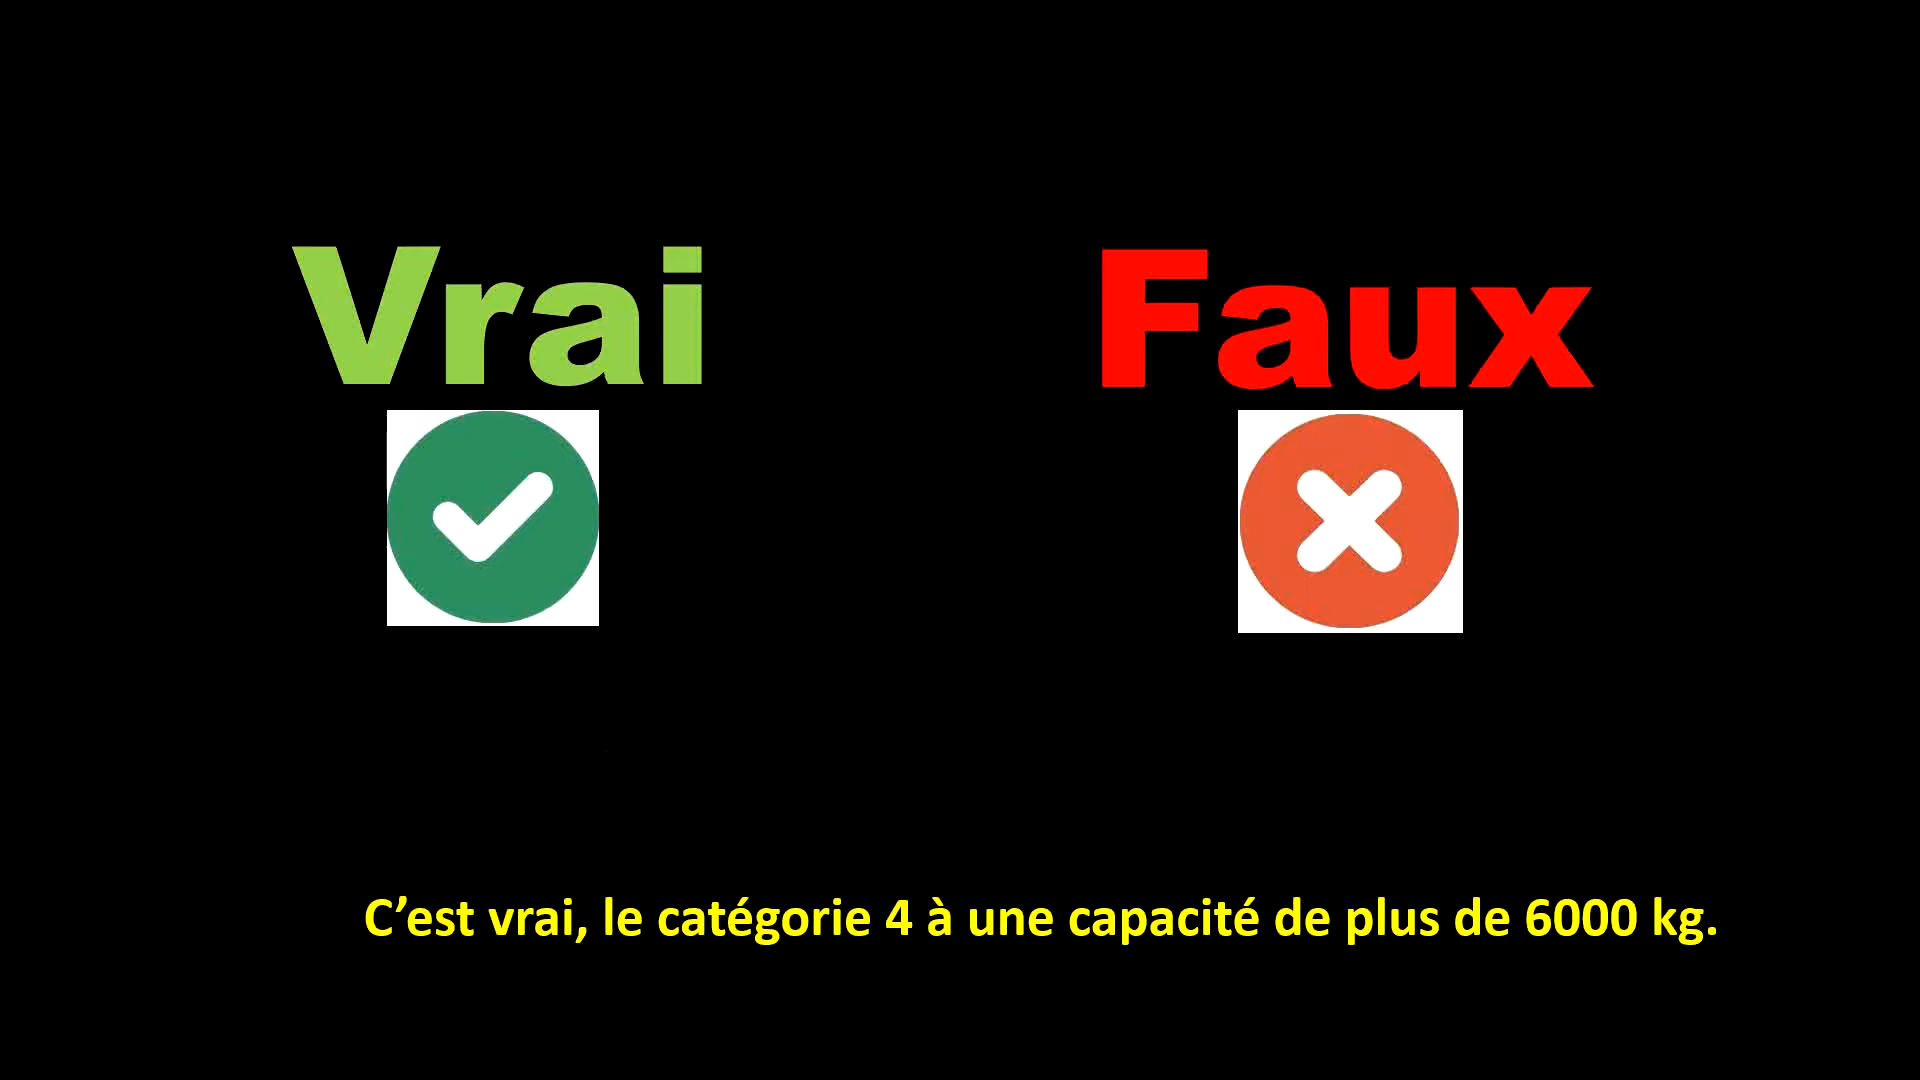 Vrai
Faux
C’est vrai, le catégorie 4 à une capacité de plus de 6000 kg.